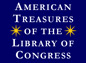 AMERICAN
TREASURES
OF THE
LIBRARY OF
CONGRESS